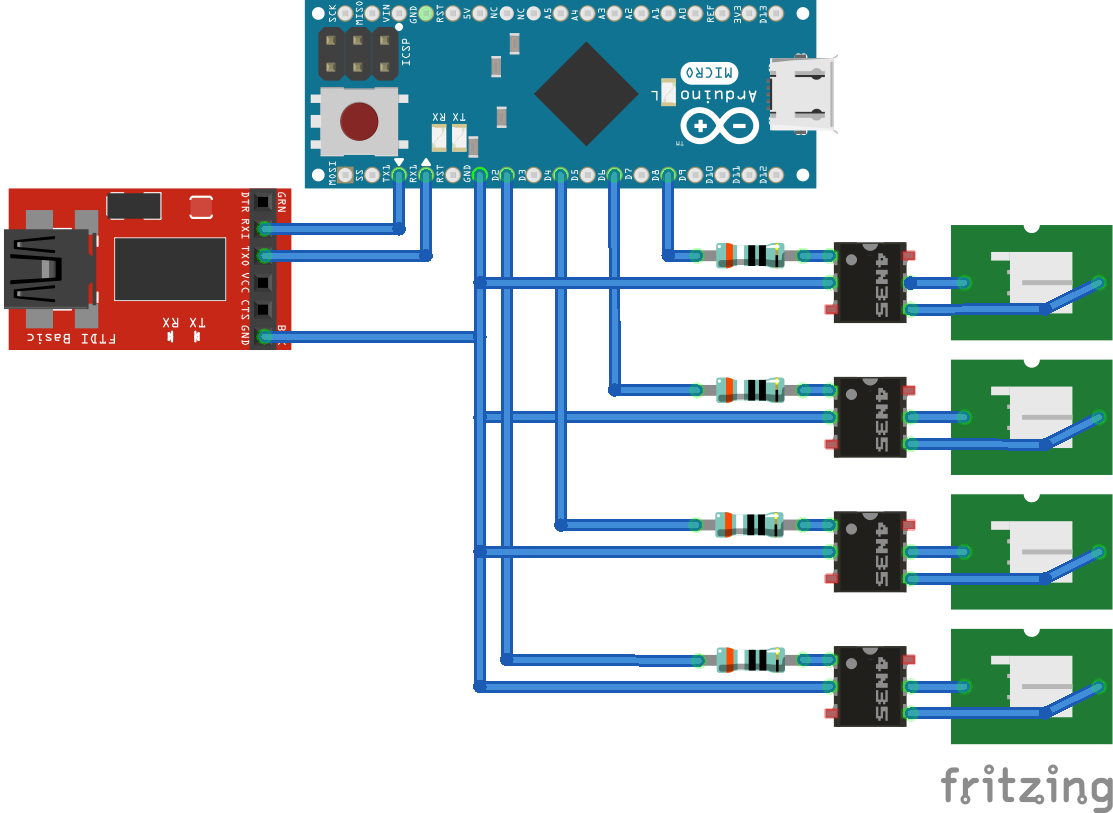 SCK
MISO
VIN
GND
RST
5V
NC
NC
A5
A4
A3
A2
A1
A0
REF
3V3
D13
ICSP
Arduino
MICRO
L
RX
TX
TM
MOSI
SS
TX1
RX1
RST
GND
D2
D3
D4
D5
D6
D7
D8
D9
D10
D11
D12
DTR
RXI
TXO
VCC
CTS
GND
GRN
TX
RX
FTDI Basic
4N35
4N35
4N35
4N35
fritzing